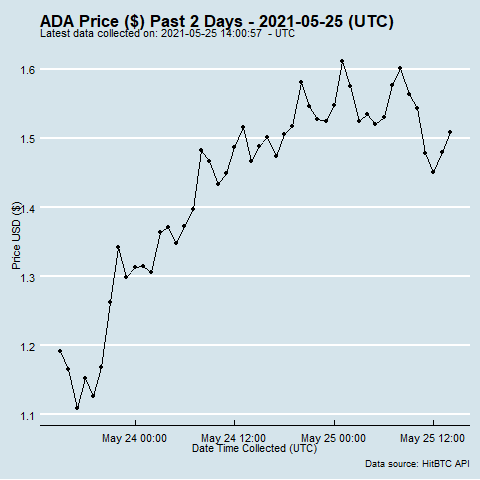 ADA Price ($) Past 2 Days - 2021-05-25 (UTC)
Latest data collected on: 2021-05-25 14:00:57 - UTC
1.6
1.5
1.4
1.3
1.2
1.1
Price USD ($)
May 24 00:00 May 24 12:00 May 25 00:00 May 25 12:00
Date Time Collected (UTC)
Data source: HitBTC API